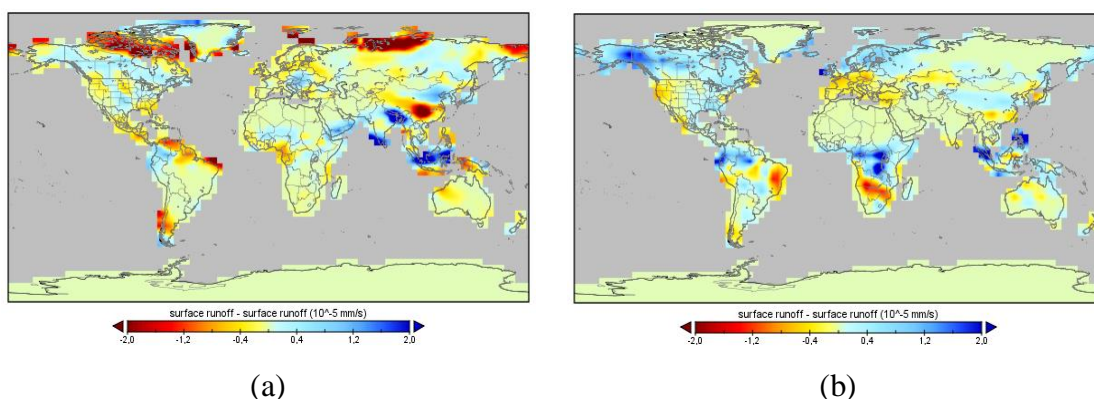 surface runoff - surface runoff (10^-5 mm/s)
-2,0 -1,2 -0,4 0,4 1,2 2,0
(a)
surface runoff - surface runoff (10^-5 mm/s)
-2,0 -1,2 -0,4 0,4 1,2 2,0
(b)